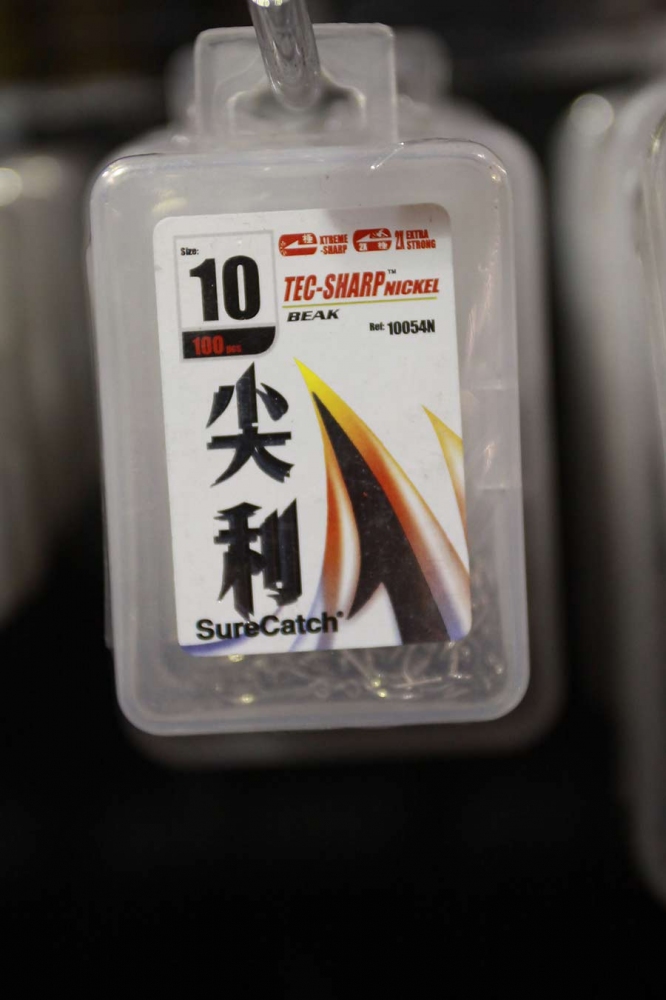 Size:
10
100 pcs
XTREME
-SHARP
2X EXTRA
STRONG
TEC-SHARP™ NICKEL
BEAK
Ref: 10054N
尖
利
SureCatch®